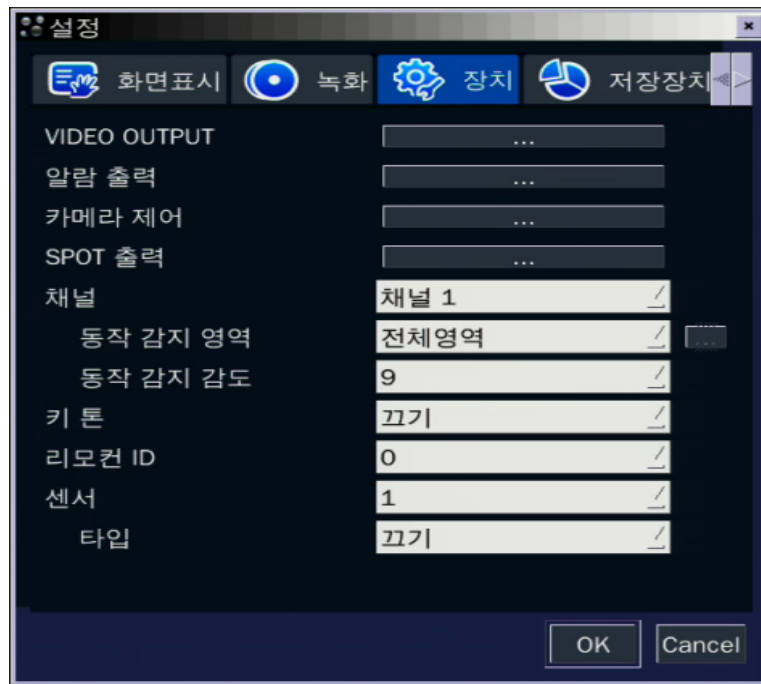 설정
화면표시 녹화 장치 저장장치
VIDEO OUTPUT ...
알람 출력 ...
카메라 제어 ...
SPOT 출력 ...
채널 채널 1
동작 감지 영역 전체영역 ...
동작 감지 감도 9
키 톤 끄기
리모컨 ID 0
센서 1
타입 끄기
OK Cancel